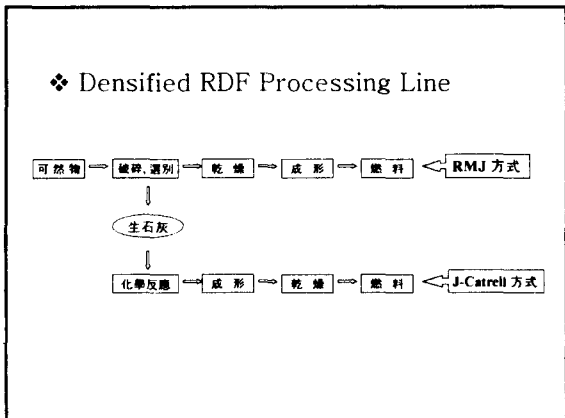 ❖ Densified RDF Processing Line
可然物 破碎, 選別 乾燥 成形 燃料 RMJ 方式
生石灰
化學反應 成形 乾燥 燃料 J-Catrell 方式